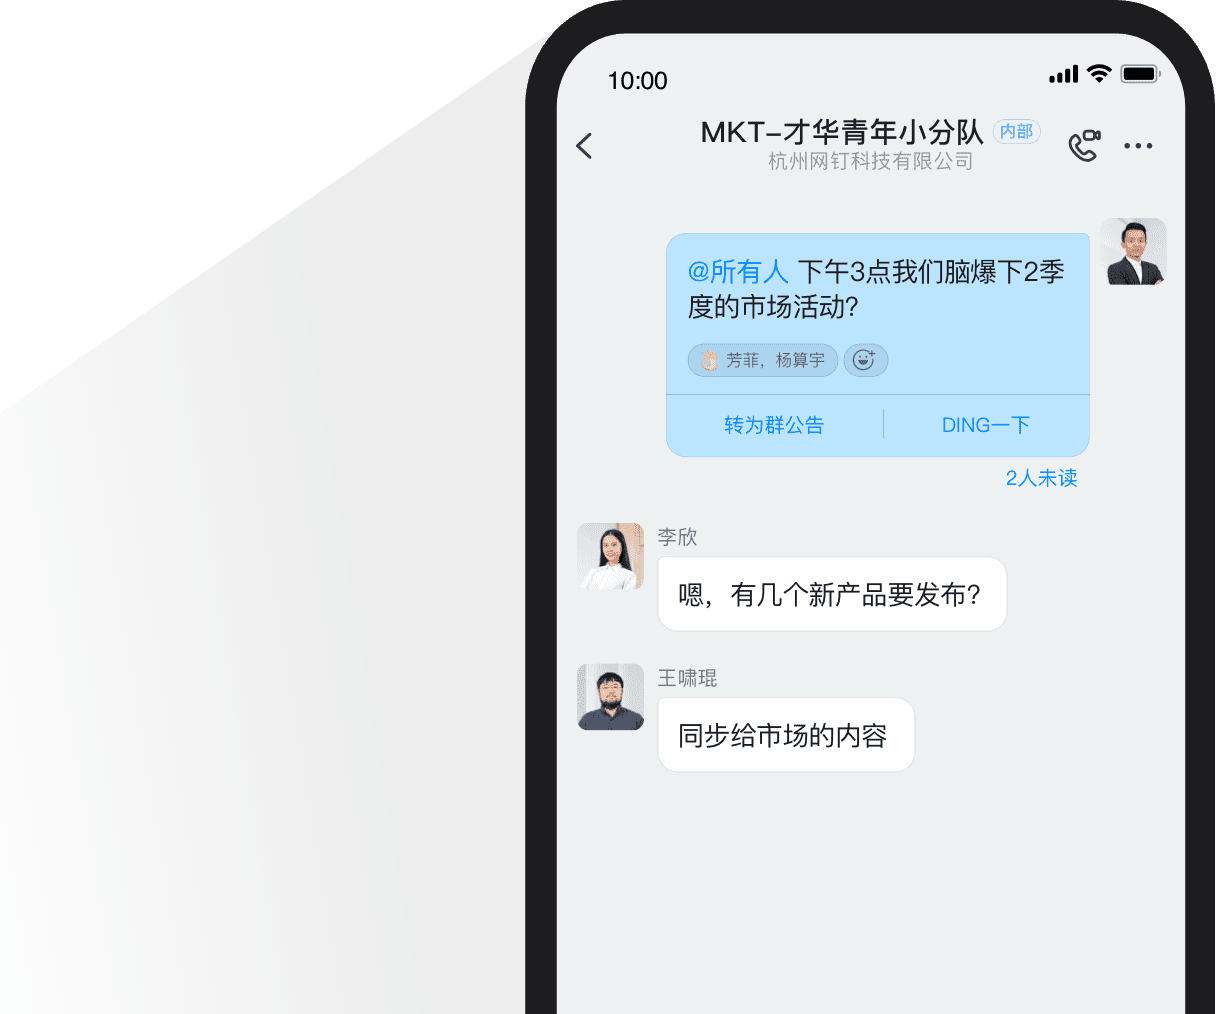 10:00
MKT-才华青年小分队 内部
杭州网钉科技有限公司
@所有人 下午3点我们脑爆下2季
度的市场活动?
芳菲，杨算宇
转为群公告 DING一下
2人未读
李欣
嗯，有几个新产品要发布?
王啸琨
同步给市场的内容